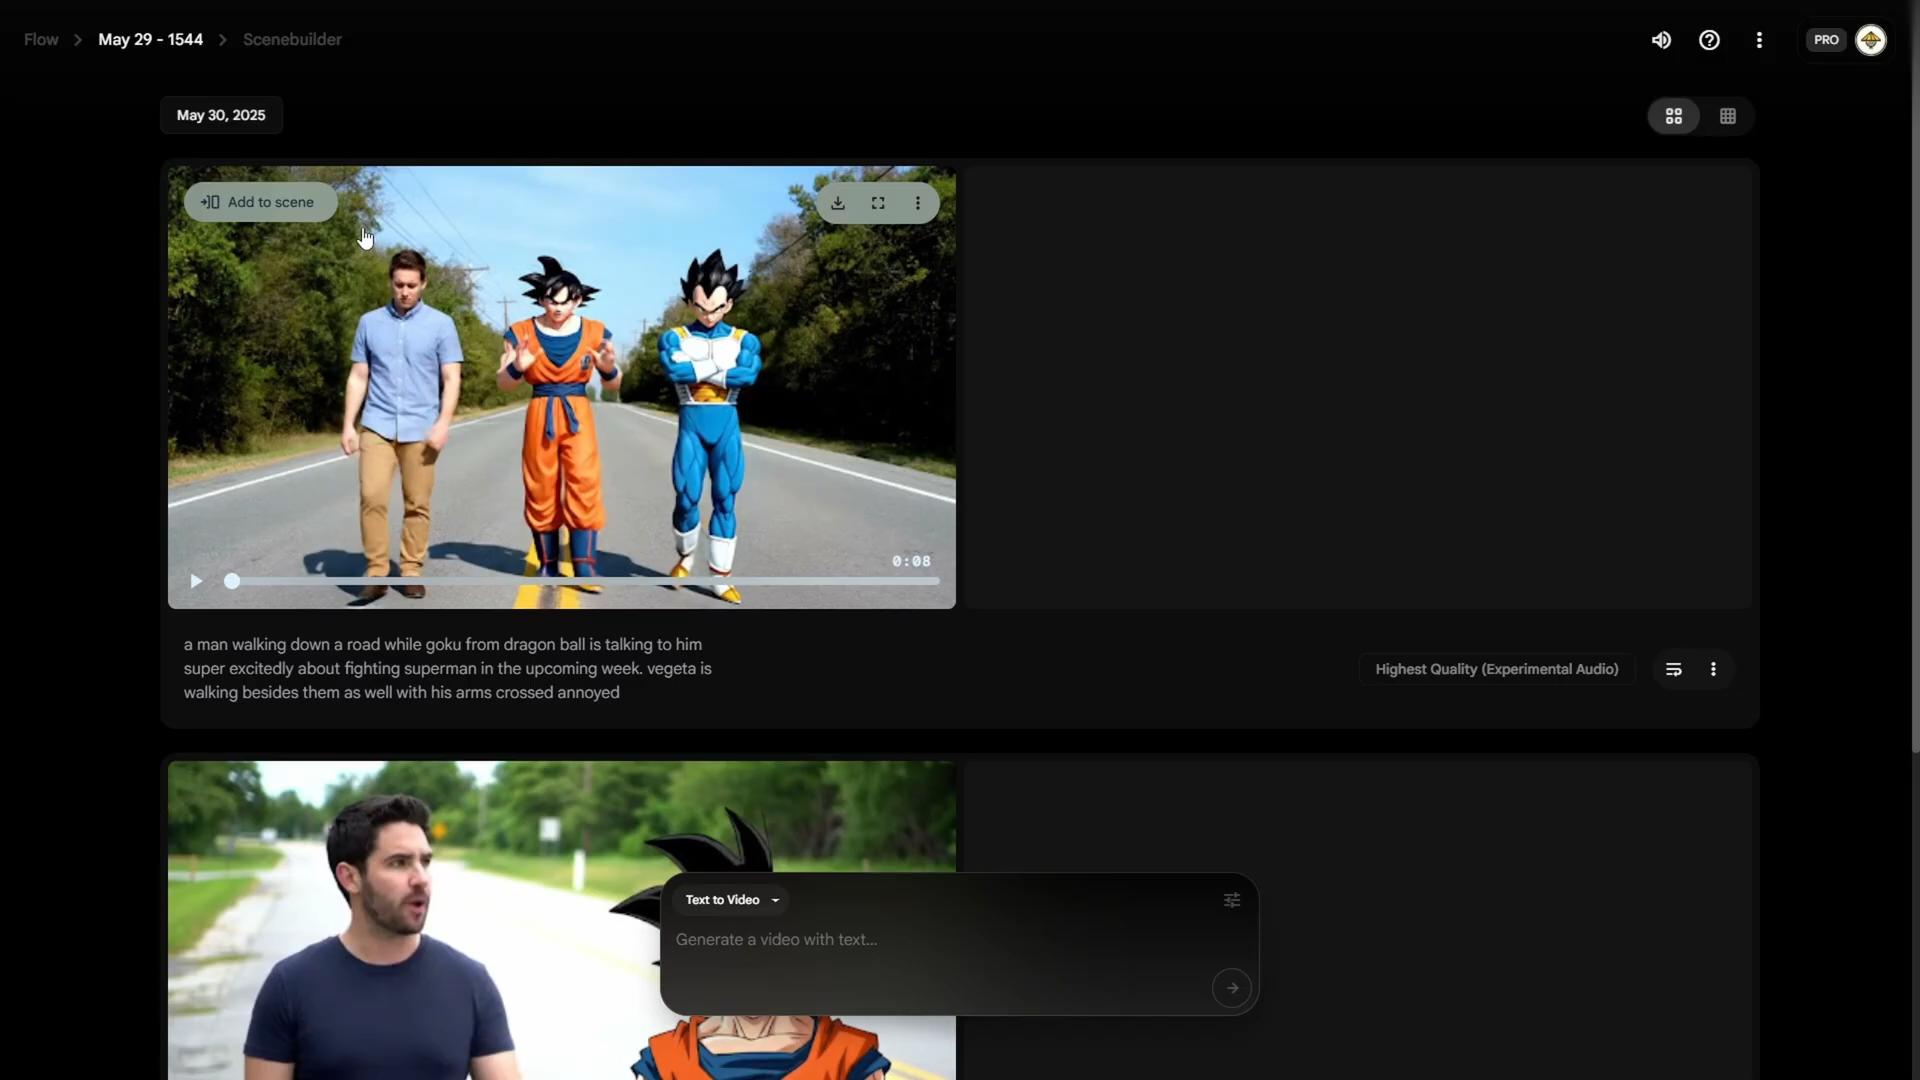 Flow
May 29 - 1544
Scenebuilder
PRO
May 30, 2025
Add to scene
0:08
a man walking down a road while goku from dragon ball is talking to him
super excitedly about fighting superman in the upcoming week. vegeta is
walking besides them as well with his arms crossed annoyed
Highest Quality (Experimental Audio)
Text to Video
Generate a video with text...